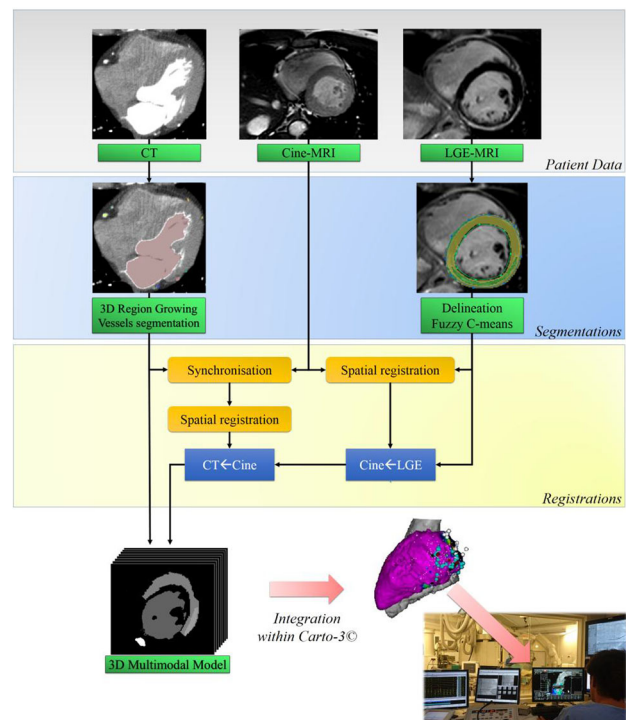 CT
Cine-MRI
LGE-MRI
Patient Data
3D Region Growing
Vessels segmentation
Delineation
Fuzzy C-means
Segmentations
Synchronisation
Spatial registration
Spatial registration
CT←Cine
Cine←LGE
Registrations
Integration
within Carto-3©
3D Multimodal Model